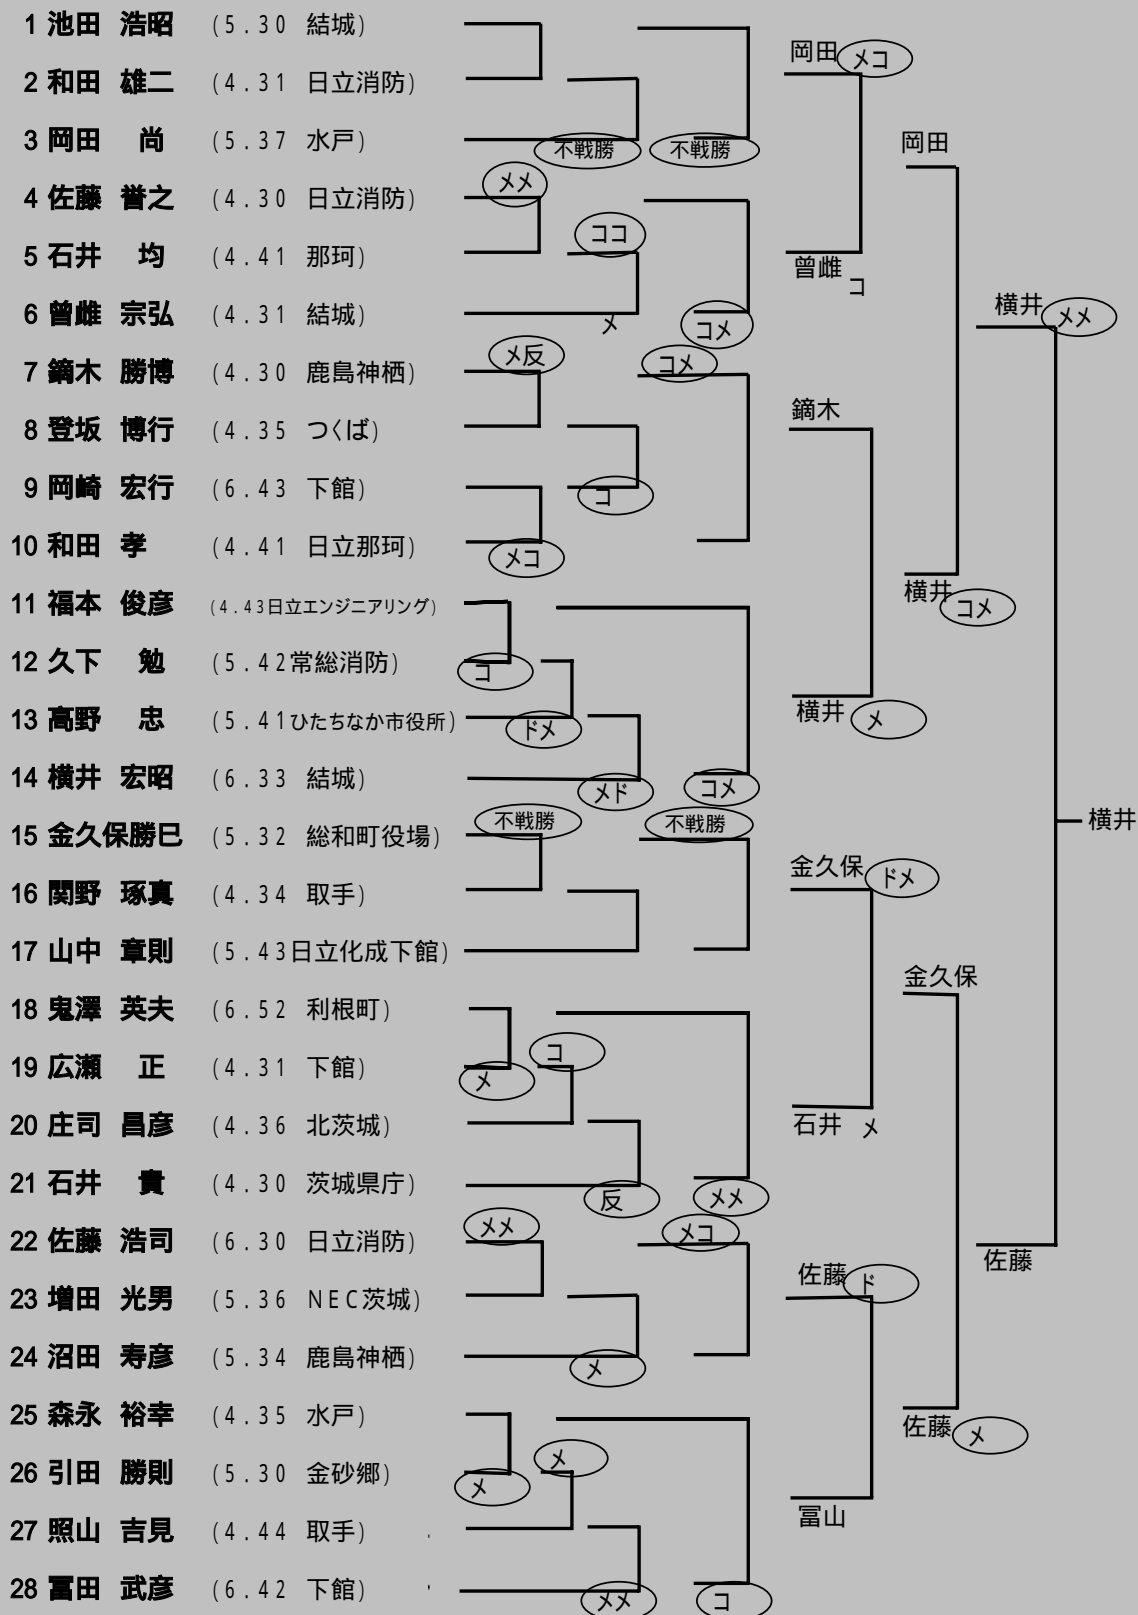 1 池田 浩昭 (5.30 結城)
2 和田 雄二 (4.31 日立消防)
3 岡田 尚 (5.37 水戸)
4 佐藤 誉之 (4.30 日立消防)
5 石井 均 (4.41 那珂)
6 曽雌 宗弘 (4.31 結城)
7 鏑木 勝博 (4.30 鹿島神栖)
8 登坂 博行 (4.35 つくば)
9 岡崎 宏行 (6.43 下館)
10 和田 孝 (4.41 日立那珂)
11 福本 俊彦 (4.43日立エンジニアリング)
12 久下 勉 (5.42常総消防)
13 高野 忠 (5.41ひたちなか市役所)
14 横井 宏昭 (6.33 結城)
15 金久保勝巳 (5.32 総和町役場)
16 関野 琢真 (4.34 取手)
17 山中 章則 (5.43日立化成下館)
18 鬼澤 英夫 (6.52 利根町)
19 広瀬 正 (4.31 下館)
20 庄司 昌彦 (4.36 北茨城)
21 石井 貴 (4.30 茨城県庁)
22 佐藤 浩司 (6.30 日立消防)
23 増田 光男 (5.36 NEC茨城)
24 沼田 寿彦 (5.34 鹿島神栖)
25 森永 裕幸 (4.35 水戸)
26 引田 勝則 (5.30 金砂郷)
27 照山 吉見 (4.44 取手)
28 冨田 武彦 (6.42 下館)
メメ
メ反
メコ
コ
ドメ
不戦勝
メ
コ
メメ
メ
メ
不戦勝
ココ
メ
コ
メド
反
メ
メメ
不戦勝
コメ
コメ
コメ
不戦勝
メメ
メコ
コ
岡田 メコ
曽雌 コ
鏑木
横井 メ
金久保 ドメ
石井 メ
佐藤 ド
冨山
岡田
横井 コメ
金久保
佐藤 メ
横井 メメ
佐藤
横井